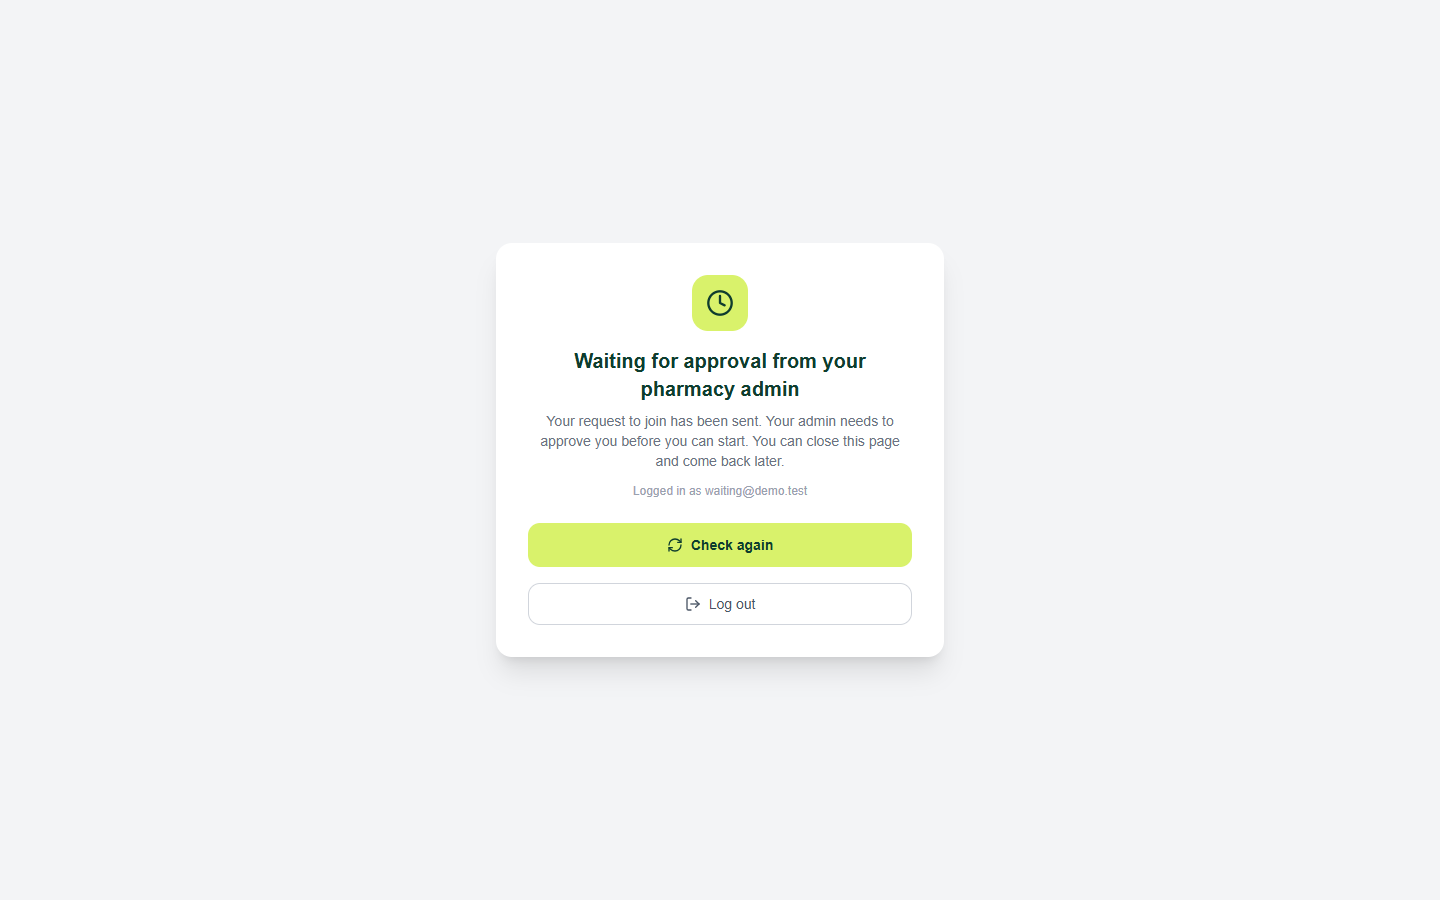 Waiting for approval from your
pharmacy admin
Your request to join has been sent. Your admin needs to
approve you before you can start. You can close this page
and come back later.
Logged in as waiting@demo.test
Check again
Log out